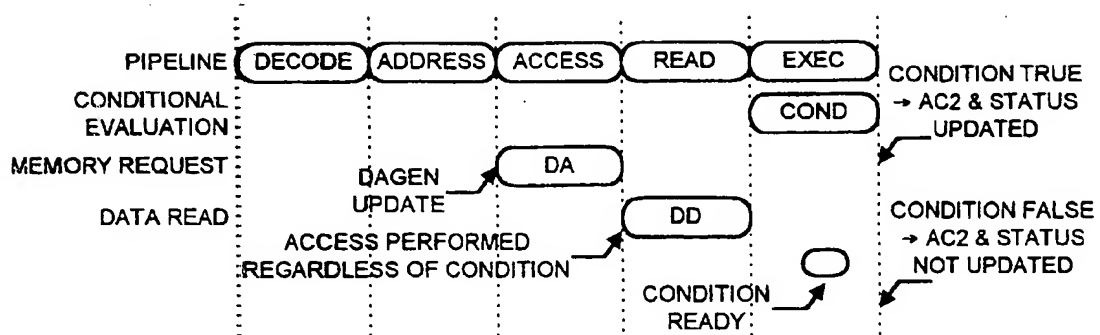 PIPELINE DECODE ADDRESS ACCESS READ EXEC
CONDITION TRUE
→ AC2 & STATUS
UPDATED
CONDITIONAL
EVALUATION
COND
MEMORY REQUEST
DA
DAGEN
UPDATE
DATA READ
DD
CONDITION FALSE
→ AC2 & STATUS
NOT UPDATED
ACCESS PERFORMED
REGARDLESS OF CONDITION
CONDITION
READY